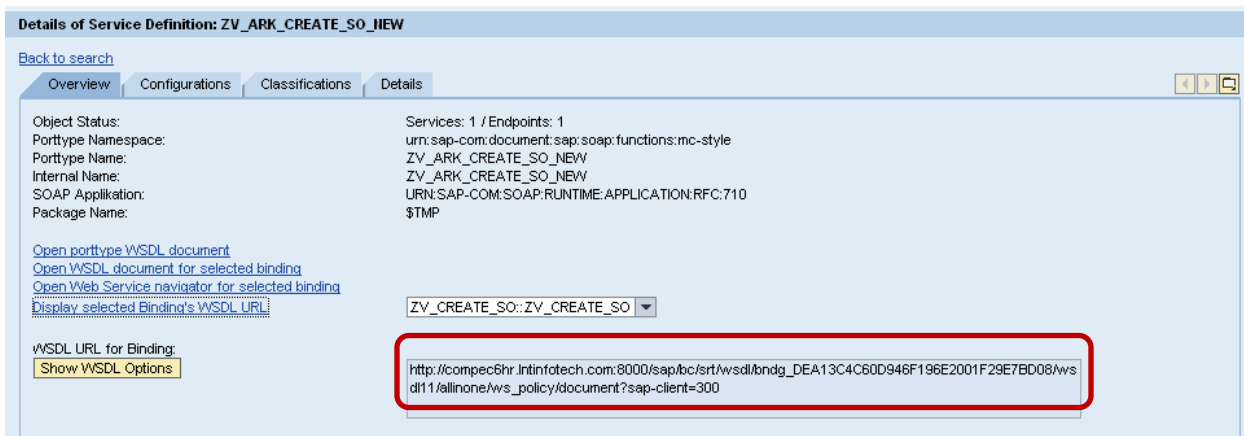 Details of Service Definition: ZV_ARK_CREATE_SO_NEW
Back to search
Overview Configurations Classifications Details
Object Status: Services: 1 / Endpoints: 1
Porttype Namespace: urn:sap-com:document:sap:soap:functions:mc-style
Porttype Name: ZV_ARK_CREATE_SO_NEW
Internal Name: ZV_ARK_CREATE_SO_NEW
SOAP Applikation: URN:SAP-COM:SOAP:RUNTIME:APPLICATION:RFC:710
Package Name: $TMP
Open porttype WSDL document
Open WSDL document for selected binding
Open Web Service navigator for selected binding
Display selected Binding's WSDL URL ZV_CREATE_SO::ZV_CREATE_SO
WSDL URL for Binding:
Show WSDL Options
http://compec6hr.lntinfotech.com:8000/sap/bc/srt/wsdl/bndg_DEA13C4C60D946F196E2001F29E7BD08/ws
dl11/allinone/ws_policy/document?sap-client=300